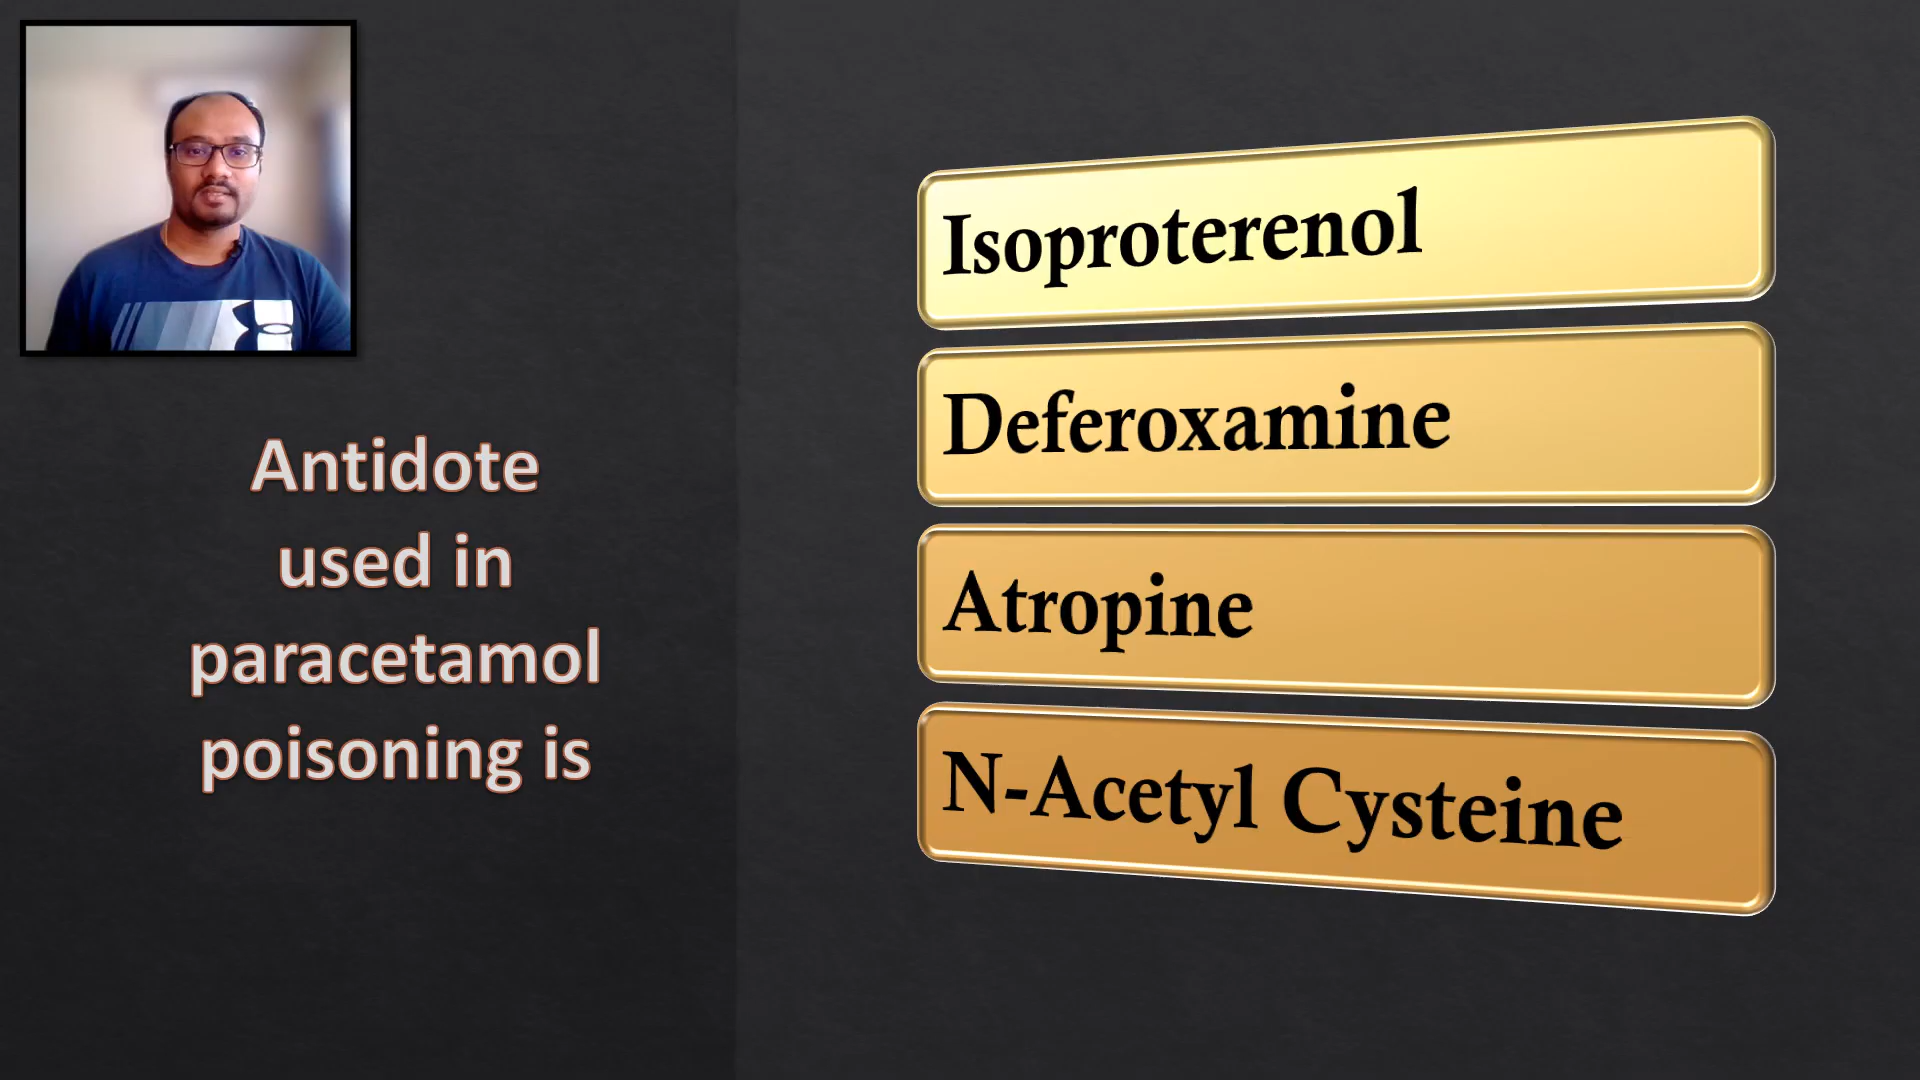 Antidote
used in
paracetamol
poisoning is
Isoproterenol
Deferoxamine
Atropine
N-Acetyl Cysteine